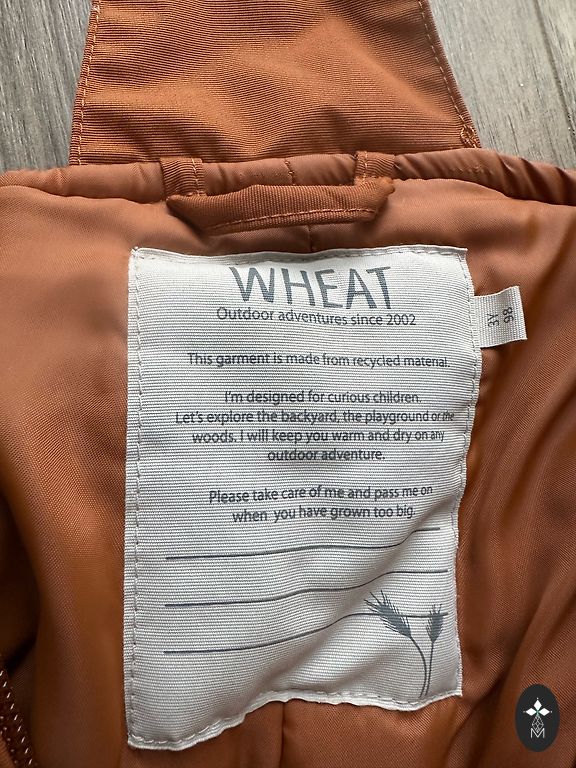 WHEAT
Outdoor adventures since 2002
98
3Y
This garment is made from recycled material.
I'm designed for curious children.
Let's explore the backyard, the playground or the
woods. I will keep you warm and dry on any
outdoor adventure.
Please take care of me and pass me on
when you have grown too big.